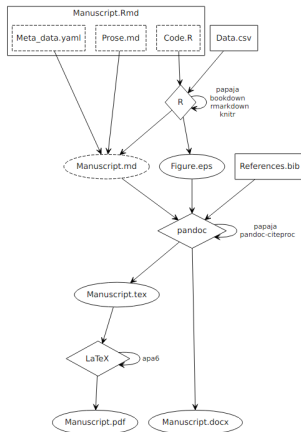 Manuscript.Rmd
Meta_data.yaml
Prose.md
Code.R
Data.csv
R
papaja
bookdown
rmarkdown
knitr
Manuscript.md
Figure.eps
References.bib
pandoc
papaja
pandoc-citeproc
Manuscript.tex
LaTeX
apa6
Manuscript.pdf
Manuscript.docx